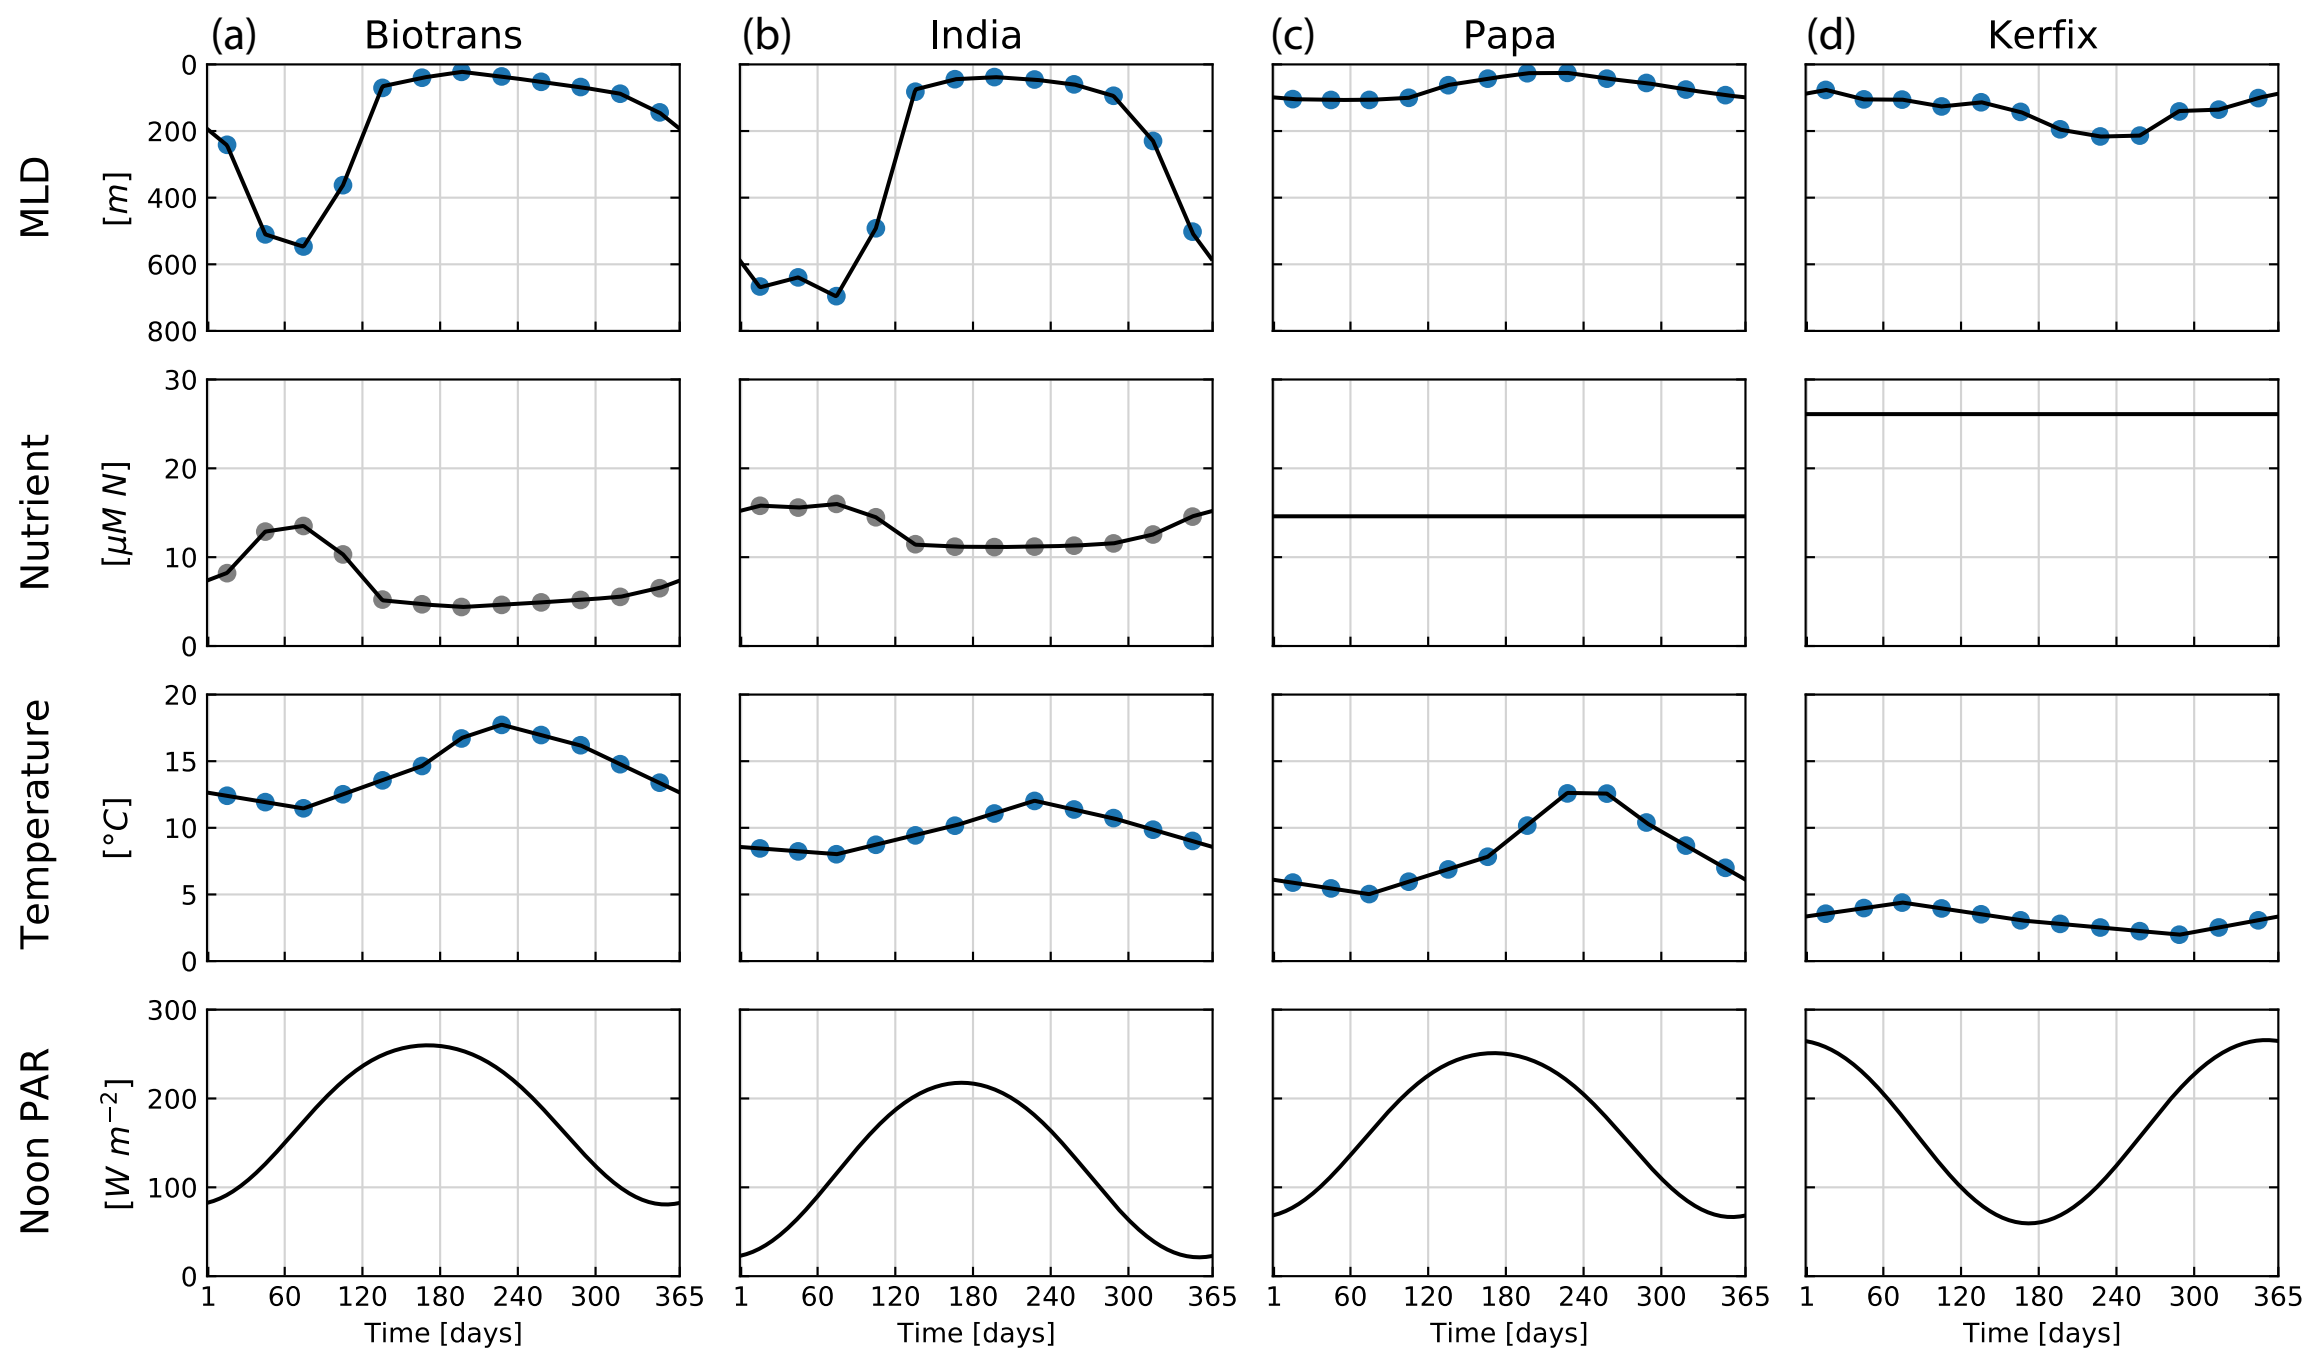 (a) Biotrans (b) India (c) Papa (d) Kerfix
MLD
[m]
0
200
400
600
800
Nutrient
[μM N]
30
20
10
0
Temperature
[°C]
20
15
10
5
0
Noon PAR
[W m⁻²]
300
200
100
0
1 60 120 180 240 300 365 1 60 120 180 240 300 365 1 60 120 180 240 300 365 1 60 120 180 240 300 365
Time [days] Time [days] Time [days] Time [days]